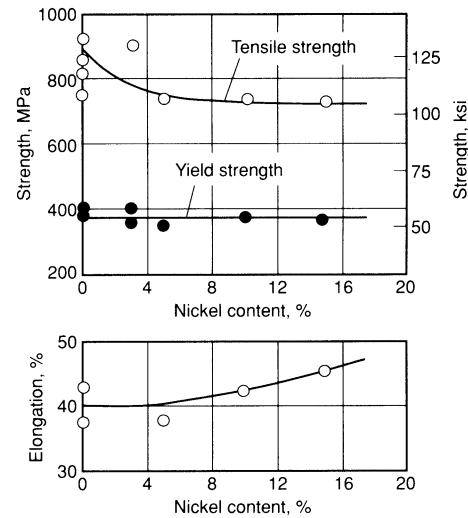 1000
800
600
400
200
Strength, MPa
Tensile strength
Yield strength
125
100
75
50
Strength, ksi
0 4 8 12 16 20
Nickel content, %
50
40
30
Elongation, %
0 4 8 12 16 20
Nickel content, %